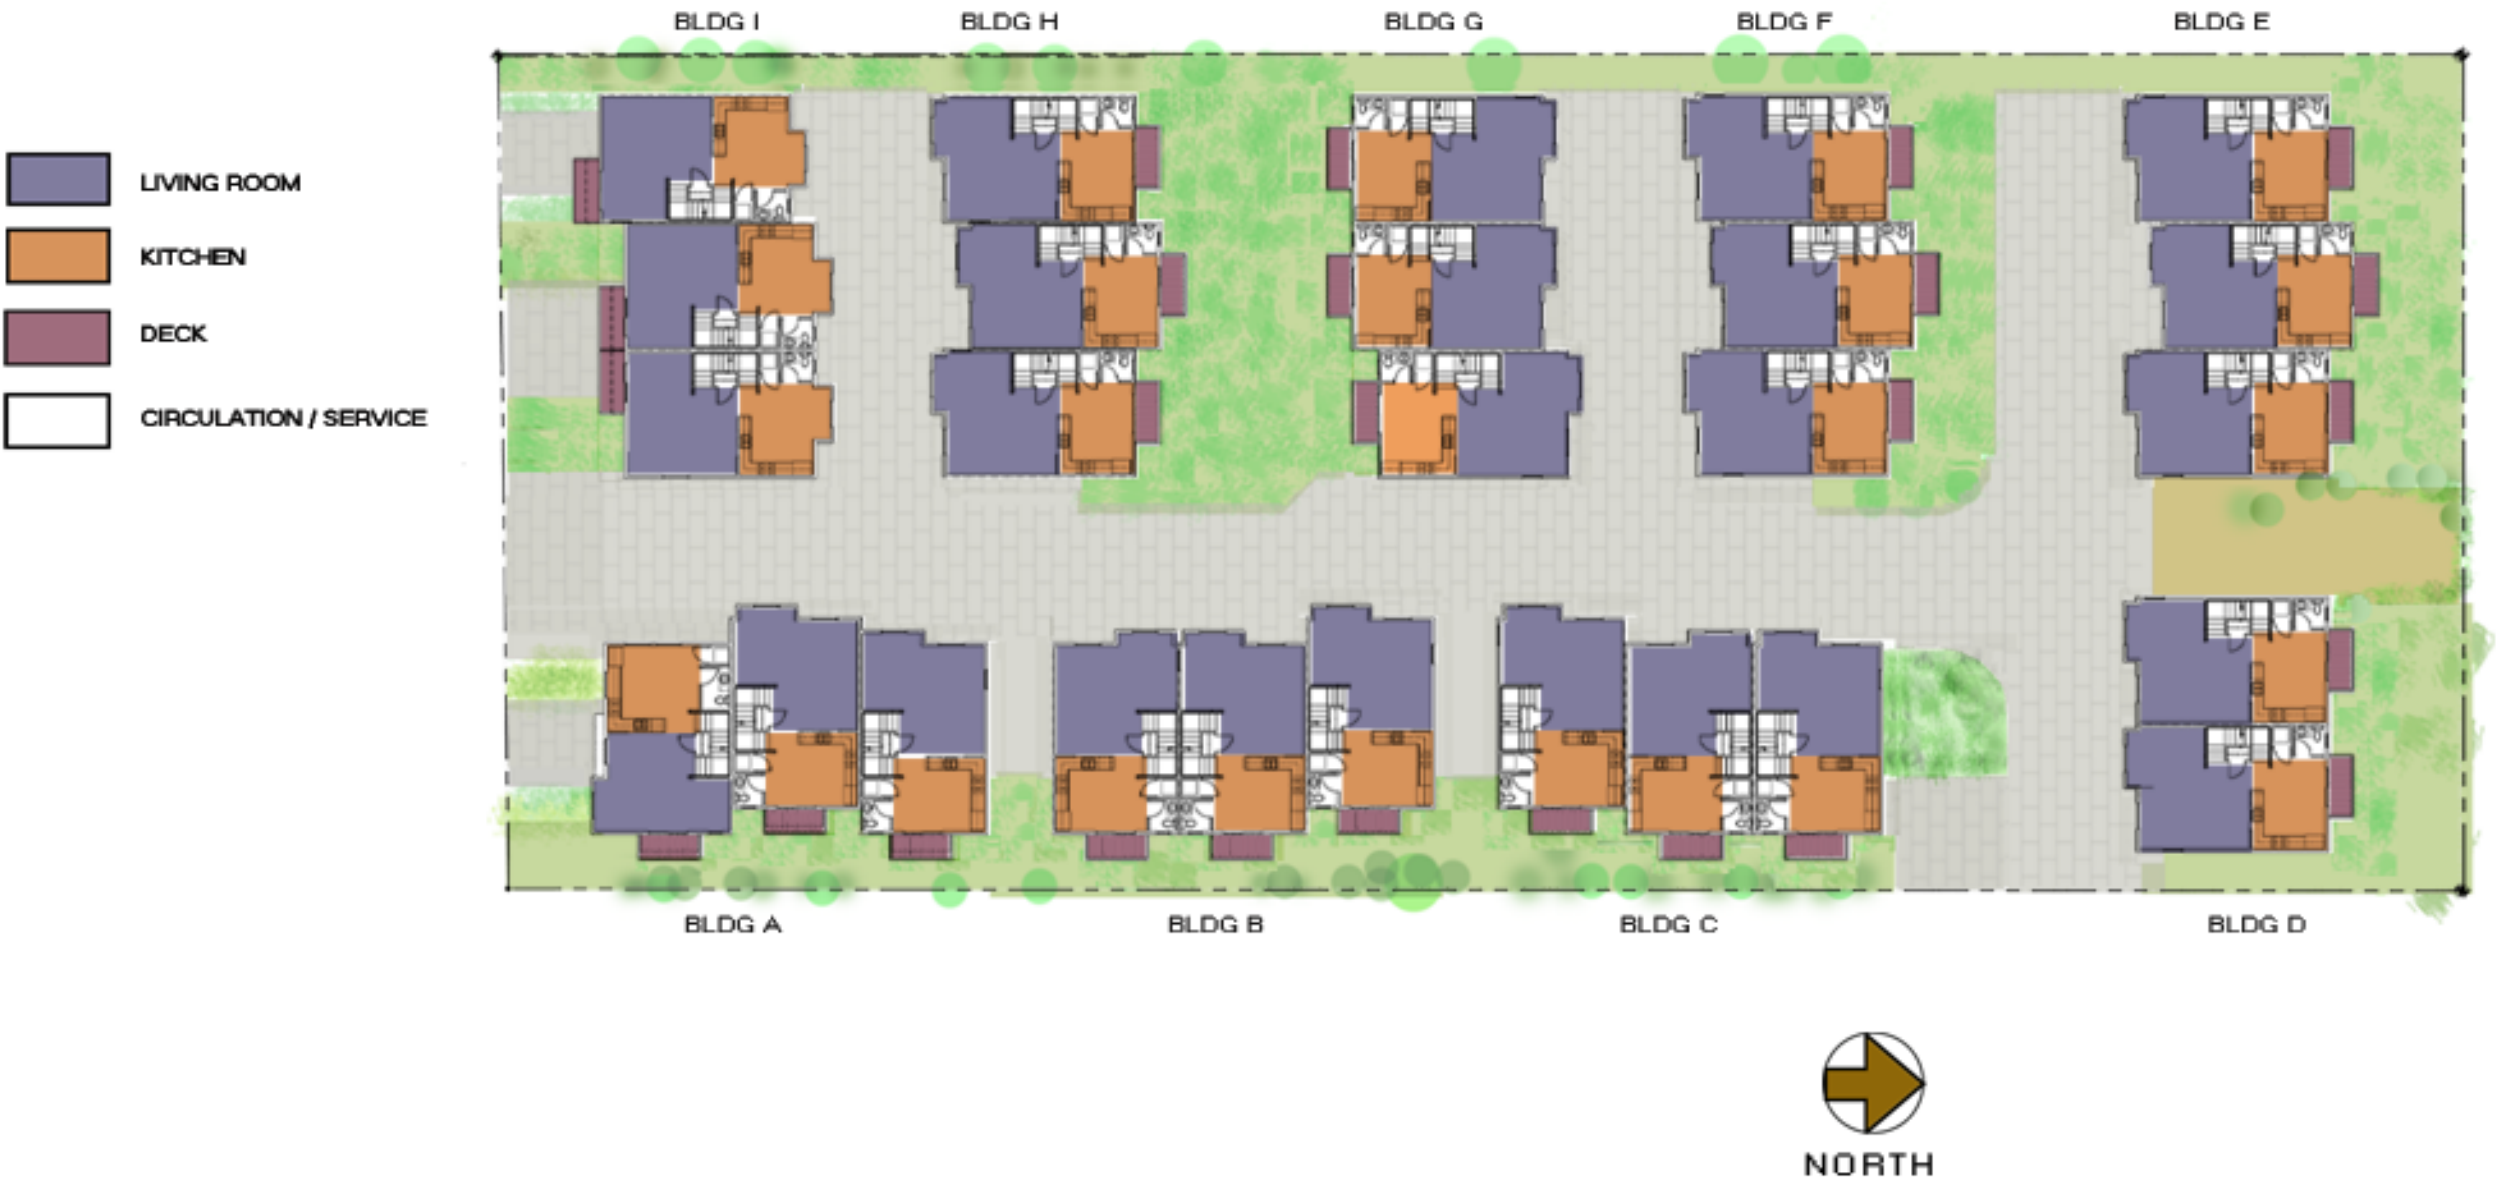 BLDG I
BLDG H
BLDG G
BLDG F
BLDG E
LIVING ROOM
KITCHEN
DECK
CIRCULATION / SERVICE
BLDG A
BLDG B
BLDG C
BLDG D
NORTH